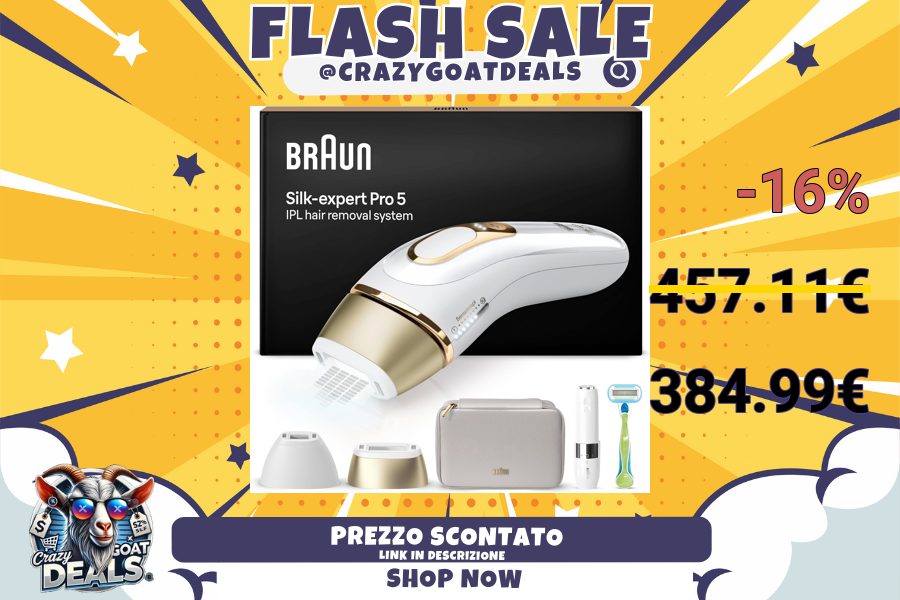 FLASH SALE
@CRAZYGOATDEALS
BRAUN
Silk-expert Pro 5
IPL hair removal system
-16%
457.11€
384.99€
PREZZO SCONTATO
LINK IN DESCRIZIONE
SHOP NOW
$
52%
Crazy
GOAT
DEALS